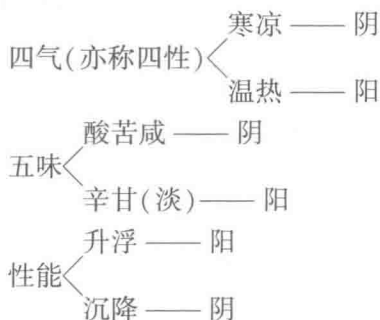 寒凉——阴
四气(亦称四性)
温热——阳
酸苦咸——阴
五味
辛甘(淡)——阳
升浮——阳
性能
沉降——阴